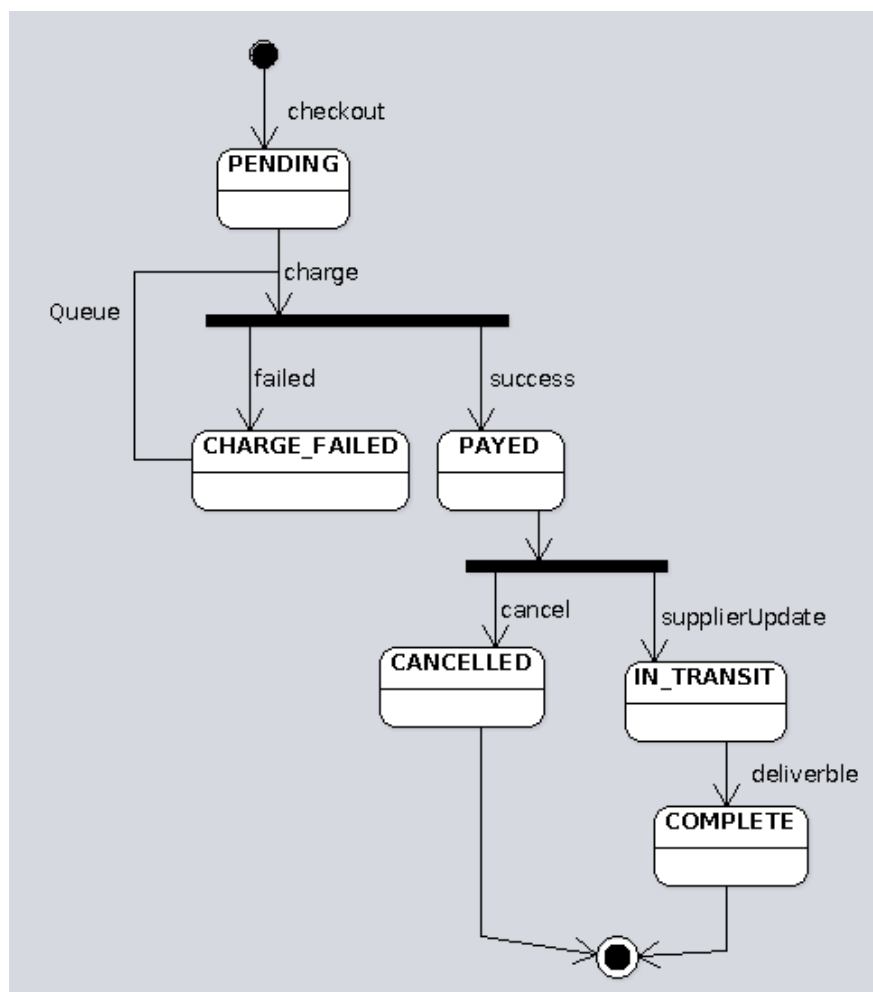 checkout
PENDING
charge
Queue
failed
success
CHARGE_FAILED
PAYED
cancel
supplierUpdate
CANCELLED
IN_TRANSIT
deliverble
COMPLETE